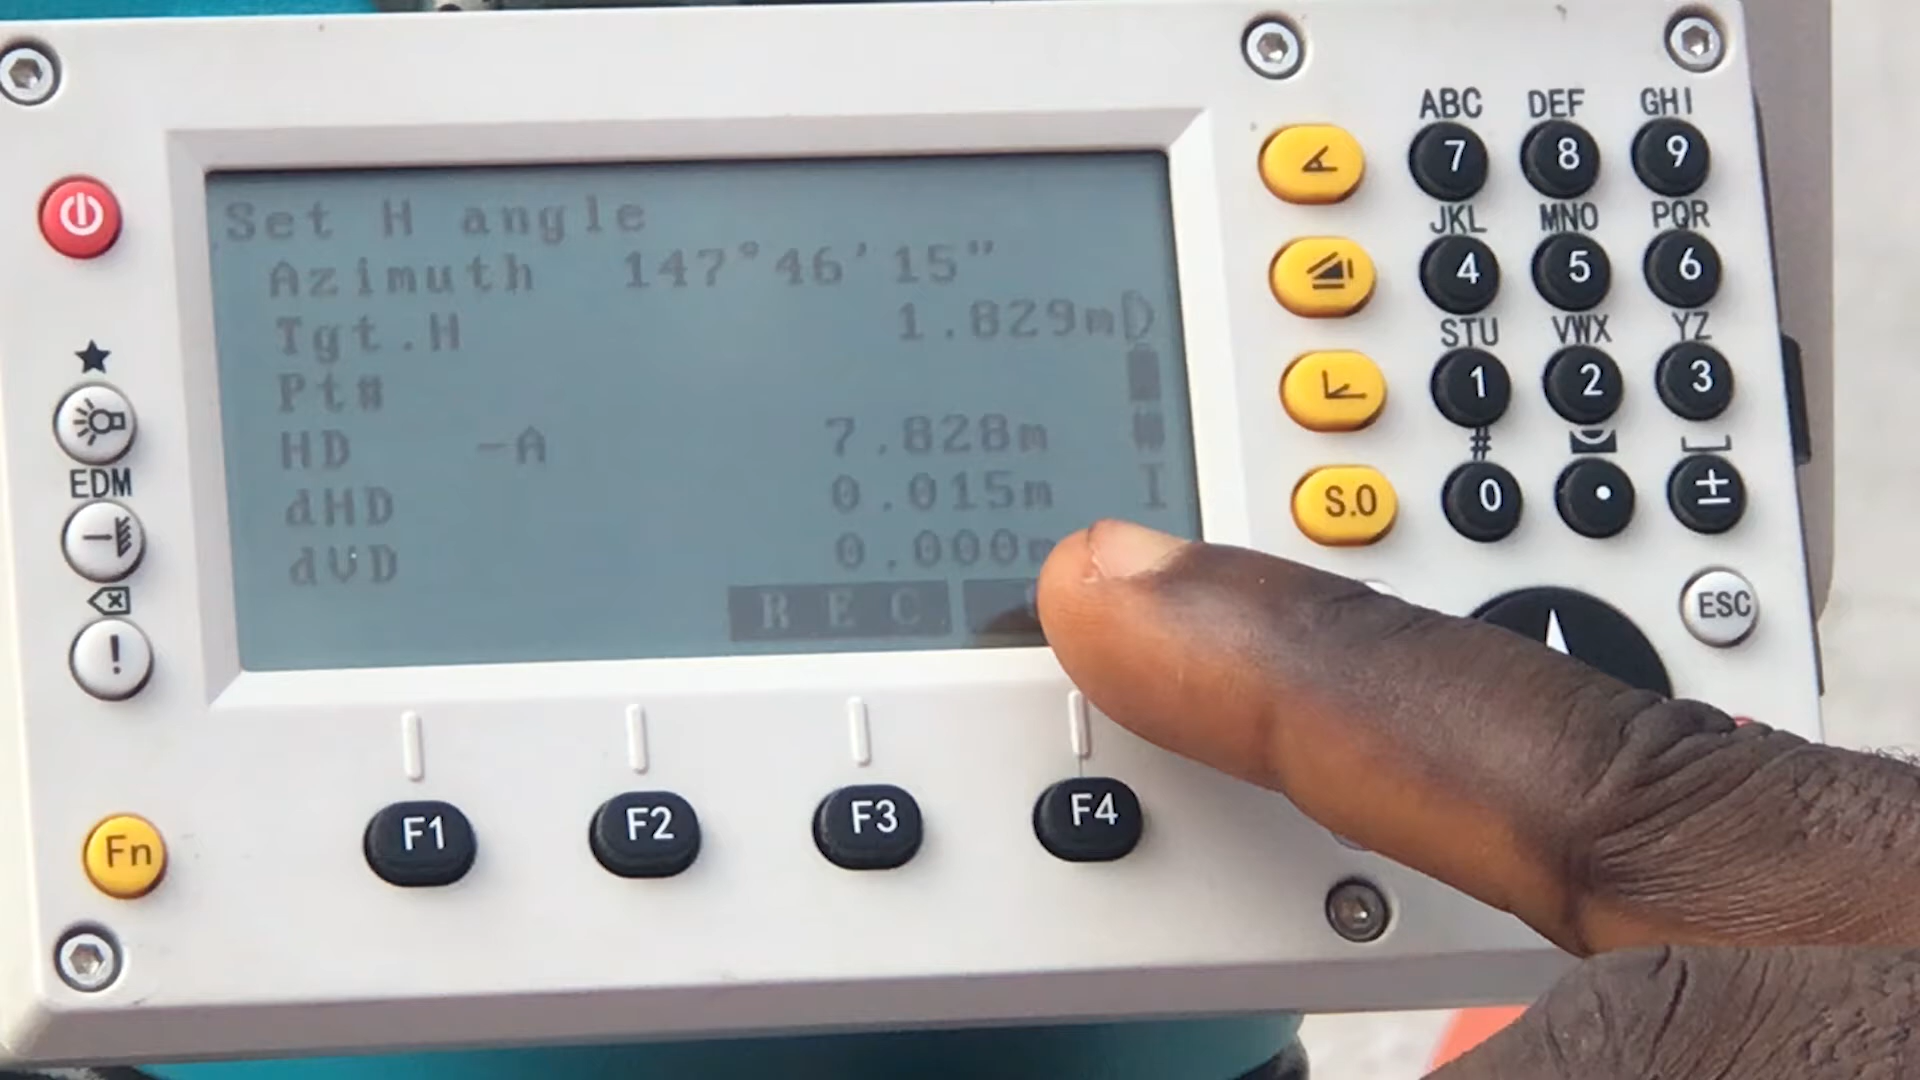 Set H angle
Azimuth 147°46'15"
Tgt.H 1.829m
Pt#
HD -A 7.828m
dHD 0.015m I
dVD 0.000m
REC
EDM
Fn
F1 F2 F3 F4
ABC DEF GHI
7 8 9
JKL MNO PQR
4 5 6
STU VWX YZ
1 2 3
#
S.O 0 . ±
ESC